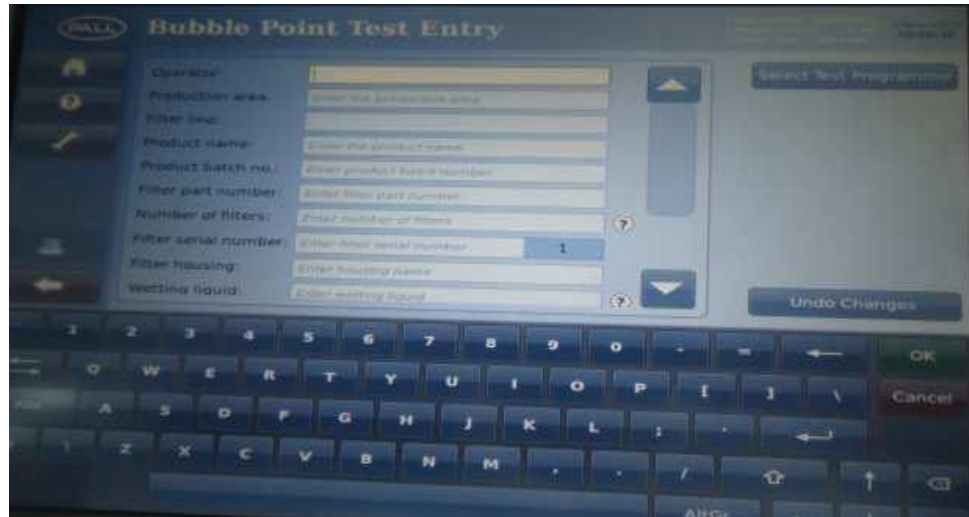 PALL Bubble Point Test Entry
Select Test Programme
Operator:
Production area: Enter the production area
Filter line:
Product name: Enter the product name
Product batch no.: Enter product batch number
Filter part number: Enter filter part number
Number of filters: Enter number of filters ?
Filter serial number: Enter filter serial number 1
Filter housing: Enter housing name
Wetting liquid: Enter wetting liquid ?
Undo Changes
1 2 3 4 5 6 7 8 9 0 - = OK
Q W E R T Y U I O P [ ] \ Cancel
A S D F G H J K L ;
\ Z X C V B N M , . /
AltGr